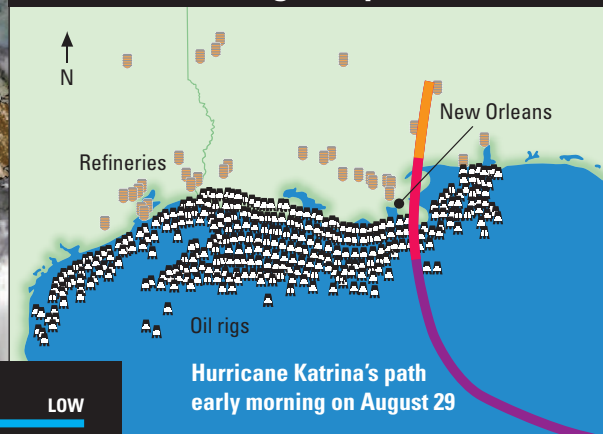 N
New Orleans
Refineries
Oil rigs
Hurricane Katrina's path
early morning on August 29
LOW